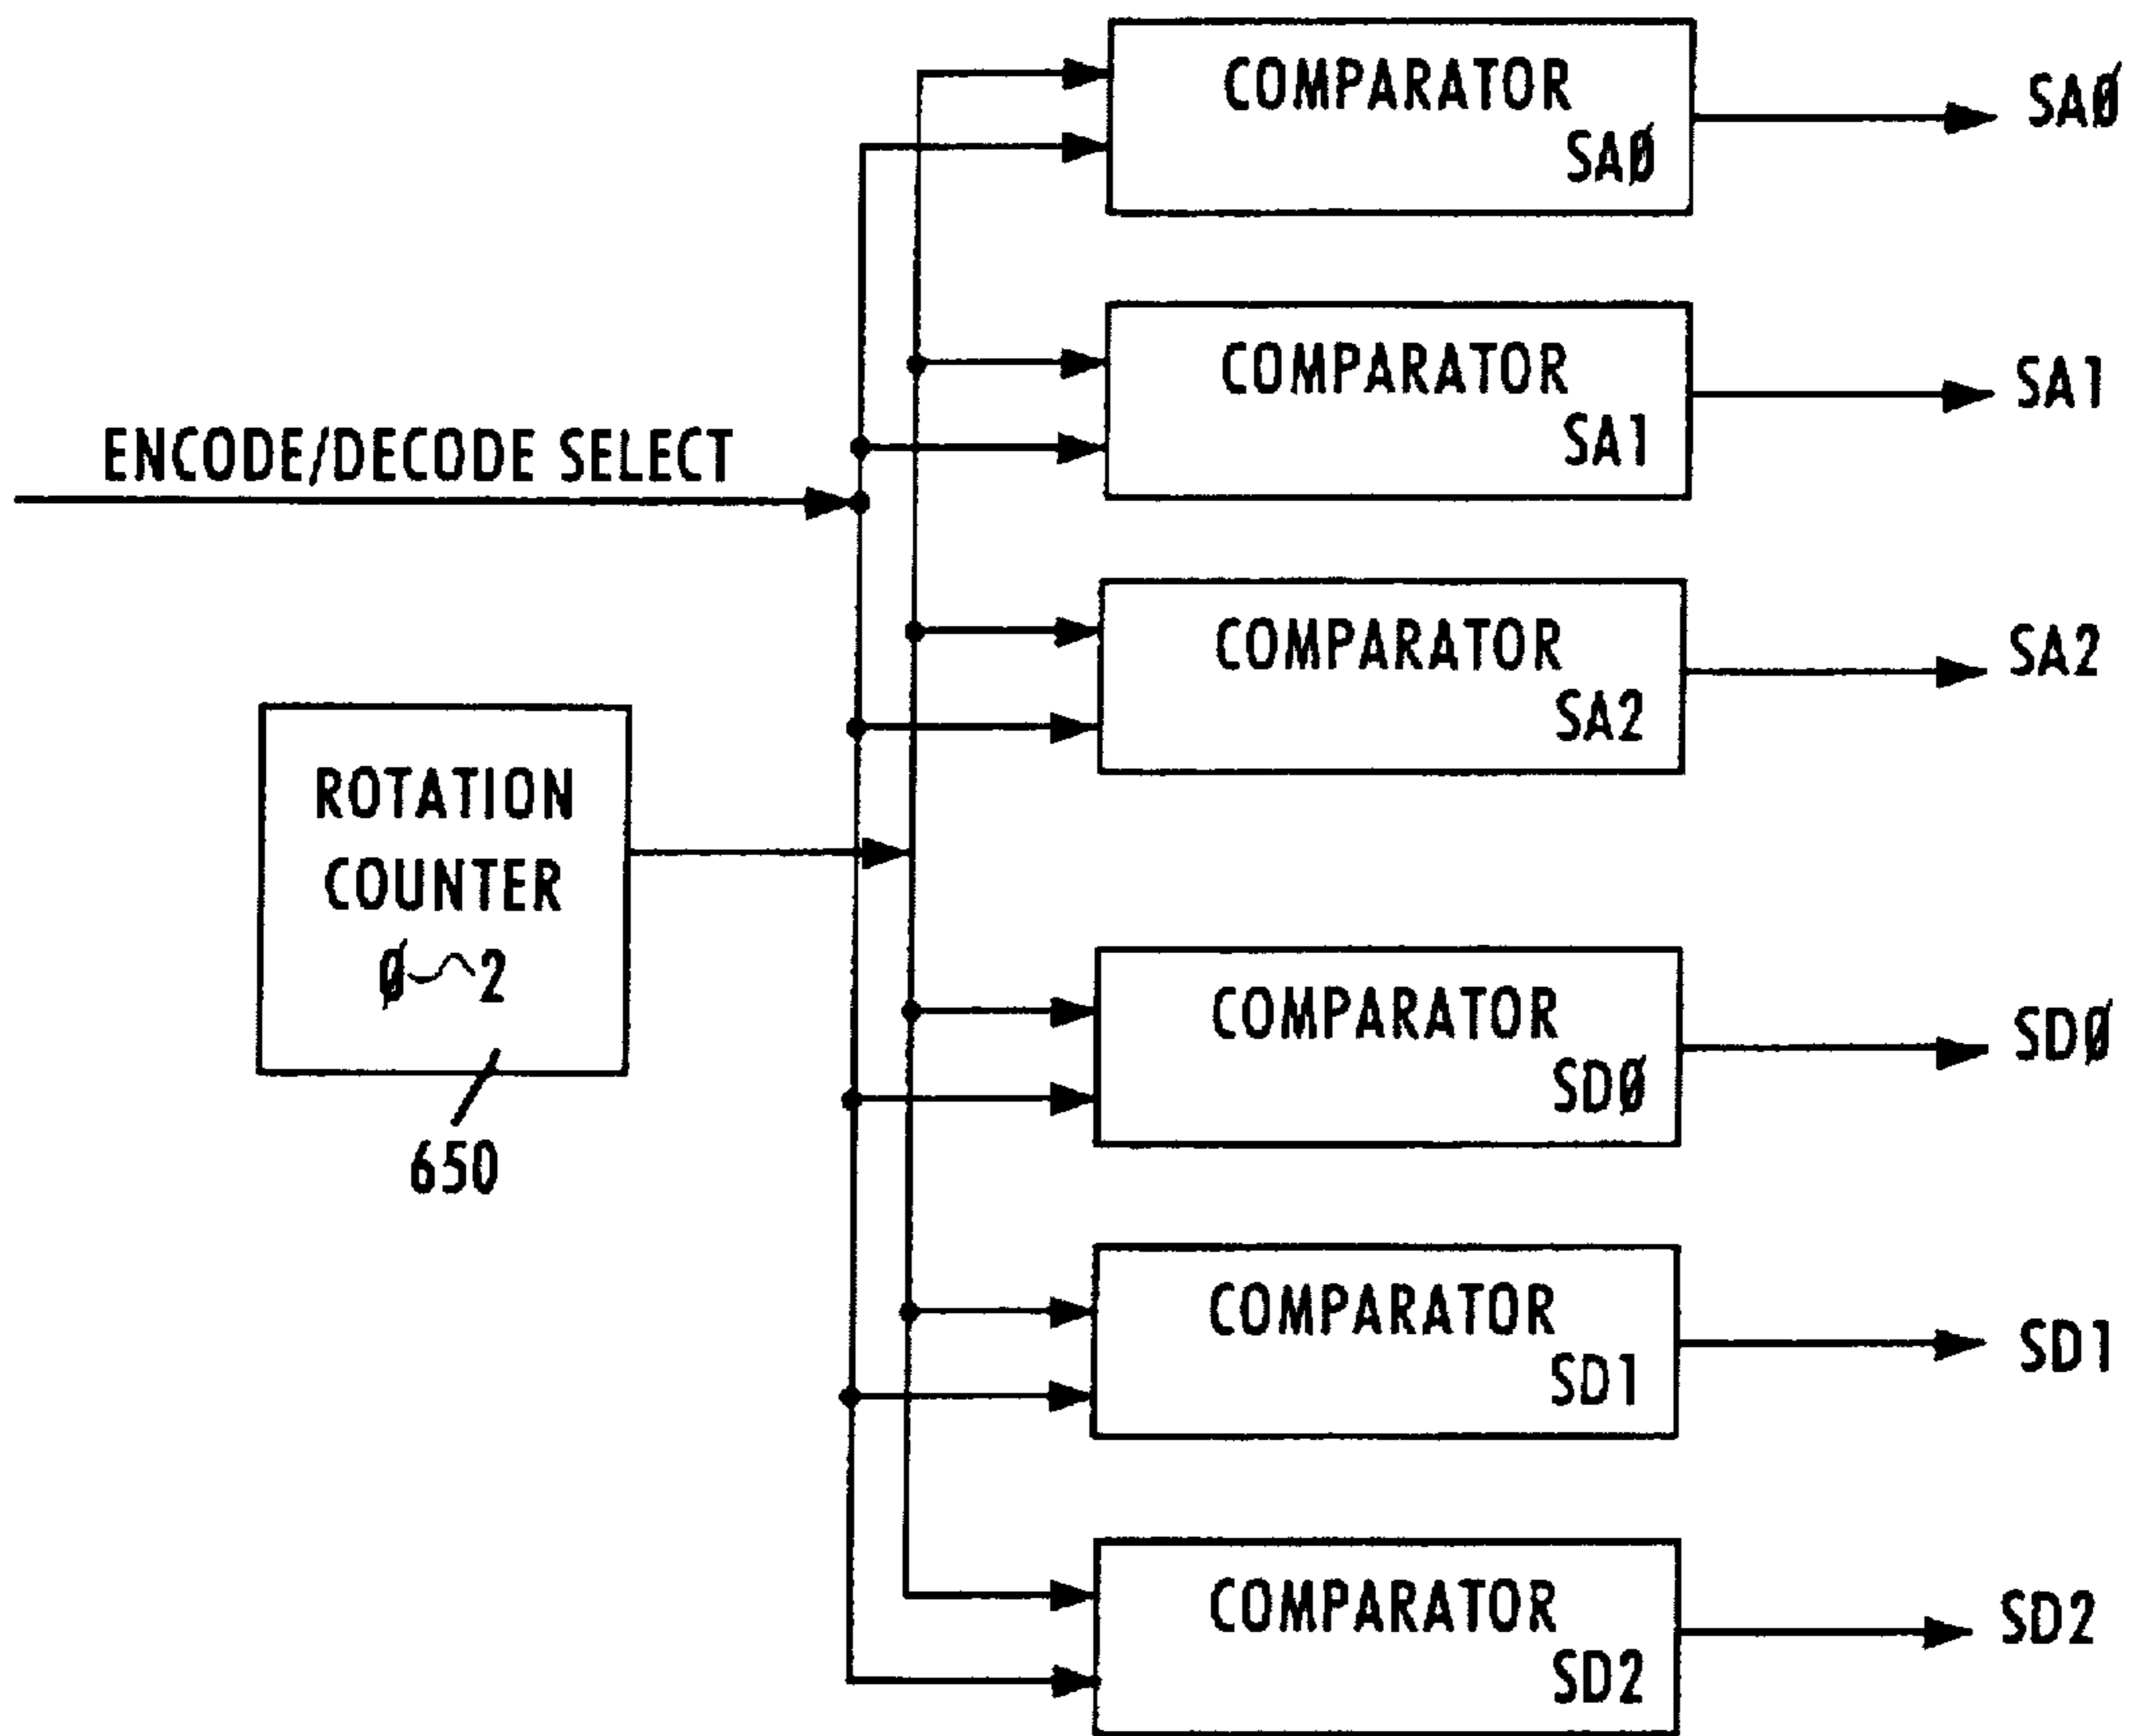 COMPARATOR
SAØ
SAØ
COMPARATOR
SA1
SA1
ENCODE/DECODE SELECT
COMPARATOR
SA2
SA2
ROTATION
COUNTER
Ø~2
650
COMPARATOR
SDØ
SDØ
COMPARATOR
SD1
SD1
COMPARATOR
SD2
SD2